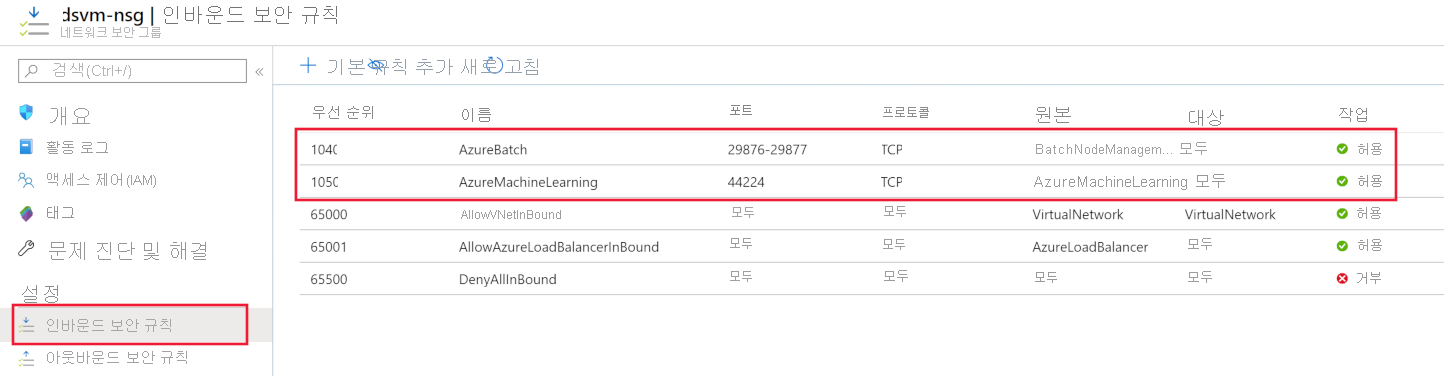 dsvm-nsg | 인바운드 보안 규칙
네트워크 보안 그룹
검색(Ctrl+/) «
개요
활동 로그
액세스 제어(IAM)
태그
문제 진단 및 해결
설정
인바운드 보안 규칙
아웃바운드 보안 규칙
기본 규칙 추가 새로 고침
우선 순위 이름 포트 프로토콜 원본 대상 작업
1040 AzureBatch 29876-29877 TCP BatchNodeManagem... 모두 허용
1050 AzureMachineLearning 44224 TCP AzureMachineLearning 모두 허용
65000 AllowVNetInBound 모두 모두 VirtualNetwork VirtualNetwork 허용
65001 AllowAzureLoadBalancerInBound 모두 모두 AzureLoadBalancer 모두 허용
65500 DenyAllInBound 모두 모두 모두 모두 거부